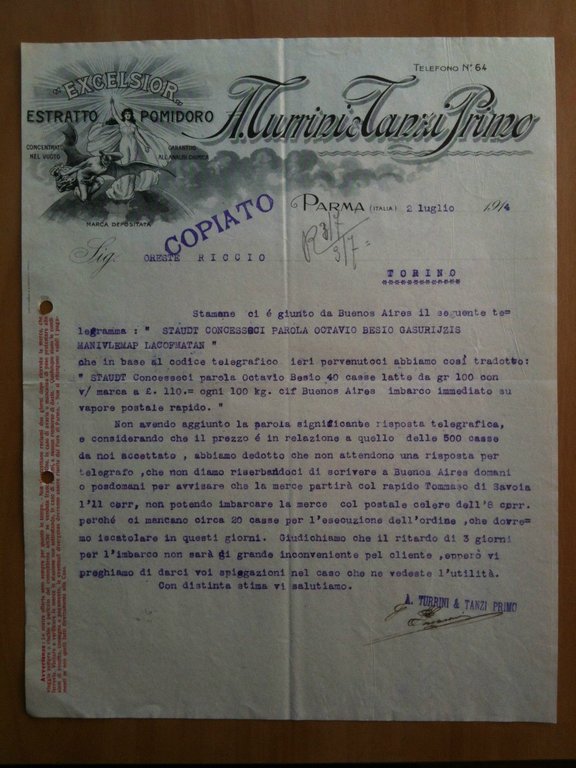 TELEFONO No. 64
"EXCELSIOR"
ESTRATTO POMIDORO
CONCENTRATO NEL VUOTO
GARANTITO ALL'ANALISI CHIMICA
MARCA DEPOSITATA
A. Turrini & Tanzi Primo
PARMA (ITALIA) 2 luglio 1914
COPIATO
R 3/7
3/7=
Sig. ORESTE RICCIO
TORINO
Stamane ci é giunto da Buenos Aires il seguente te-
legramma : " STAUDT CONCESSECI PAROLA OCTAVIO BESIO GASURIJZIS
MANIVLEMAP LACOFMATAN "
che in base al codice telegrafico ieri pervenutoci abbiamo così tradotto:
" STAUDT Concesseci parola Octavio Besio 40 casse latte da gr 100 con
v/ marca a £. 110.= ogni 100 kg. cif Buenos Aires imbarco immediato su
vapore postale rapido. "
Non avendo aggiunto la parola significante risposta telegrafica,
e considerando che il prezzo é in relazione a quello delle 500 casse
da noi accettato , abbiamo dedotto che non attendono una risposta per
telegrafo ,che non diamo riserbandoci di scrivere a Buenos Aires domani
o posdomani per avvisare che la merce partirà col rapido Tommaso di Savoia
l'11 corr, non potendo imbarcare la merce col postale celere dell'8 corr.
perché ci mancano circa 20 casse per l'esecuzione dell'ordine ,che dovre-
mo iscatolare in questi giorni. Giudichiamo che il ritardo di 3 giorni
per l'imbarco non sarà di grande inconveniente pel cliente ,epperò vi
preghiamo di darci voi spiegazioni nel caso che ne vedeste l'utilità.
Con distinta stima vi salutiamo.
A. TURRINI & TANZI PRIMO
Avvertenze: